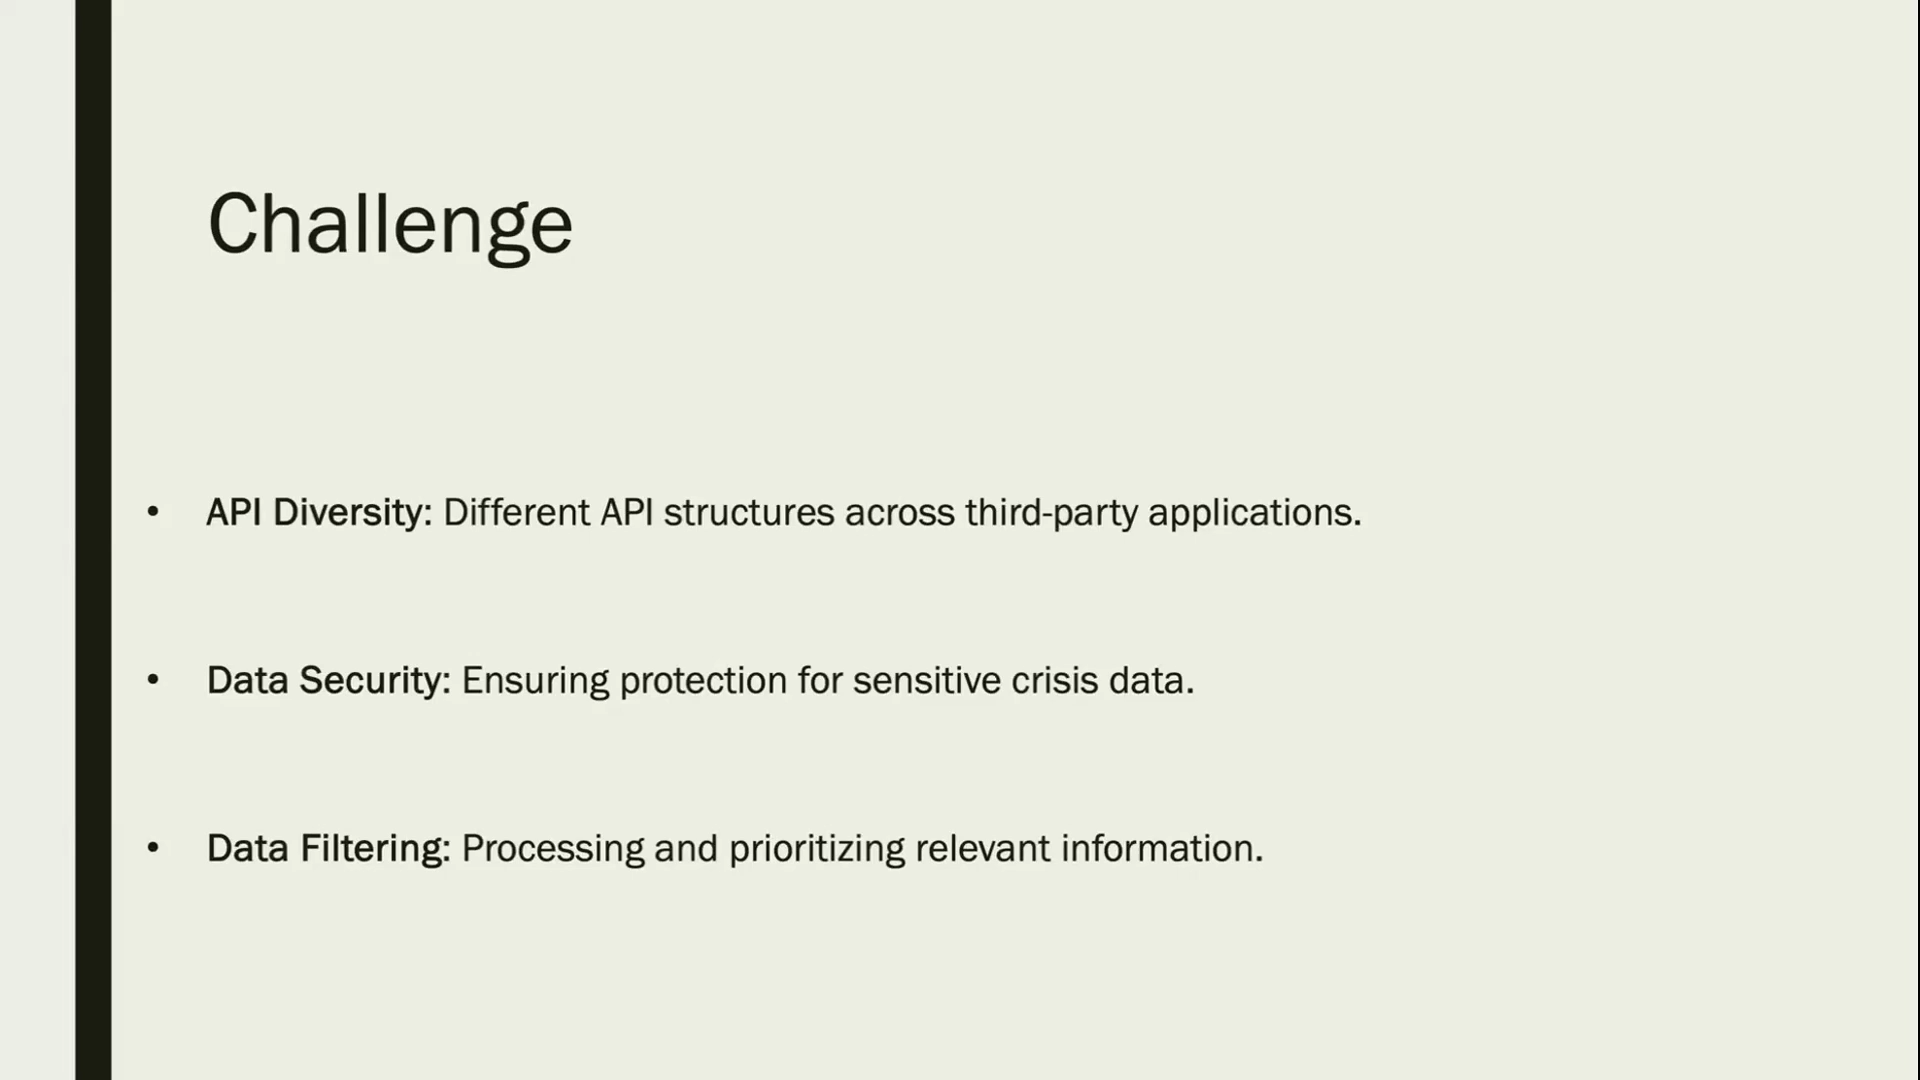 Challenge
• API Diversity: Different API structures across third-party applications.
• Data Security: Ensuring protection for sensitive crisis data.
• Data Filtering: Processing and prioritizing relevant information.